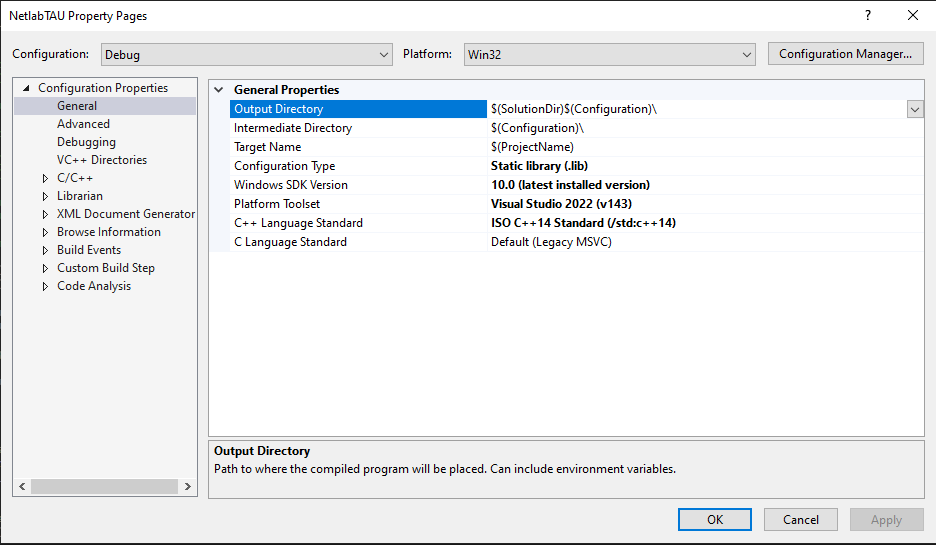 NetlabTAU Property Pages
?
Configuration: Debug Platform: Win32 Configuration Manager...
Configuration Properties
General
Advanced
Debugging
VC++ Directories
C/C++
Librarian
XML Document Generator
Browse Information
Build Events
Custom Build Step
Code Analysis
General Properties
Output Directory $(SolutionDir)$(Configuration)\
Intermediate Directory $(Configuration)\
Target Name $(ProjectName)
Configuration Type Static library (.lib)
Windows SDK Version 10.0 (latest installed version)
Platform Toolset Visual Studio 2022 (v143)
C++ Language Standard ISO C++14 Standard (/std:c++14)
C Language Standard Default (Legacy MSVC)
Output Directory
Path to where the compiled program will be placed. Can include environment variables.
OK Cancel Apply